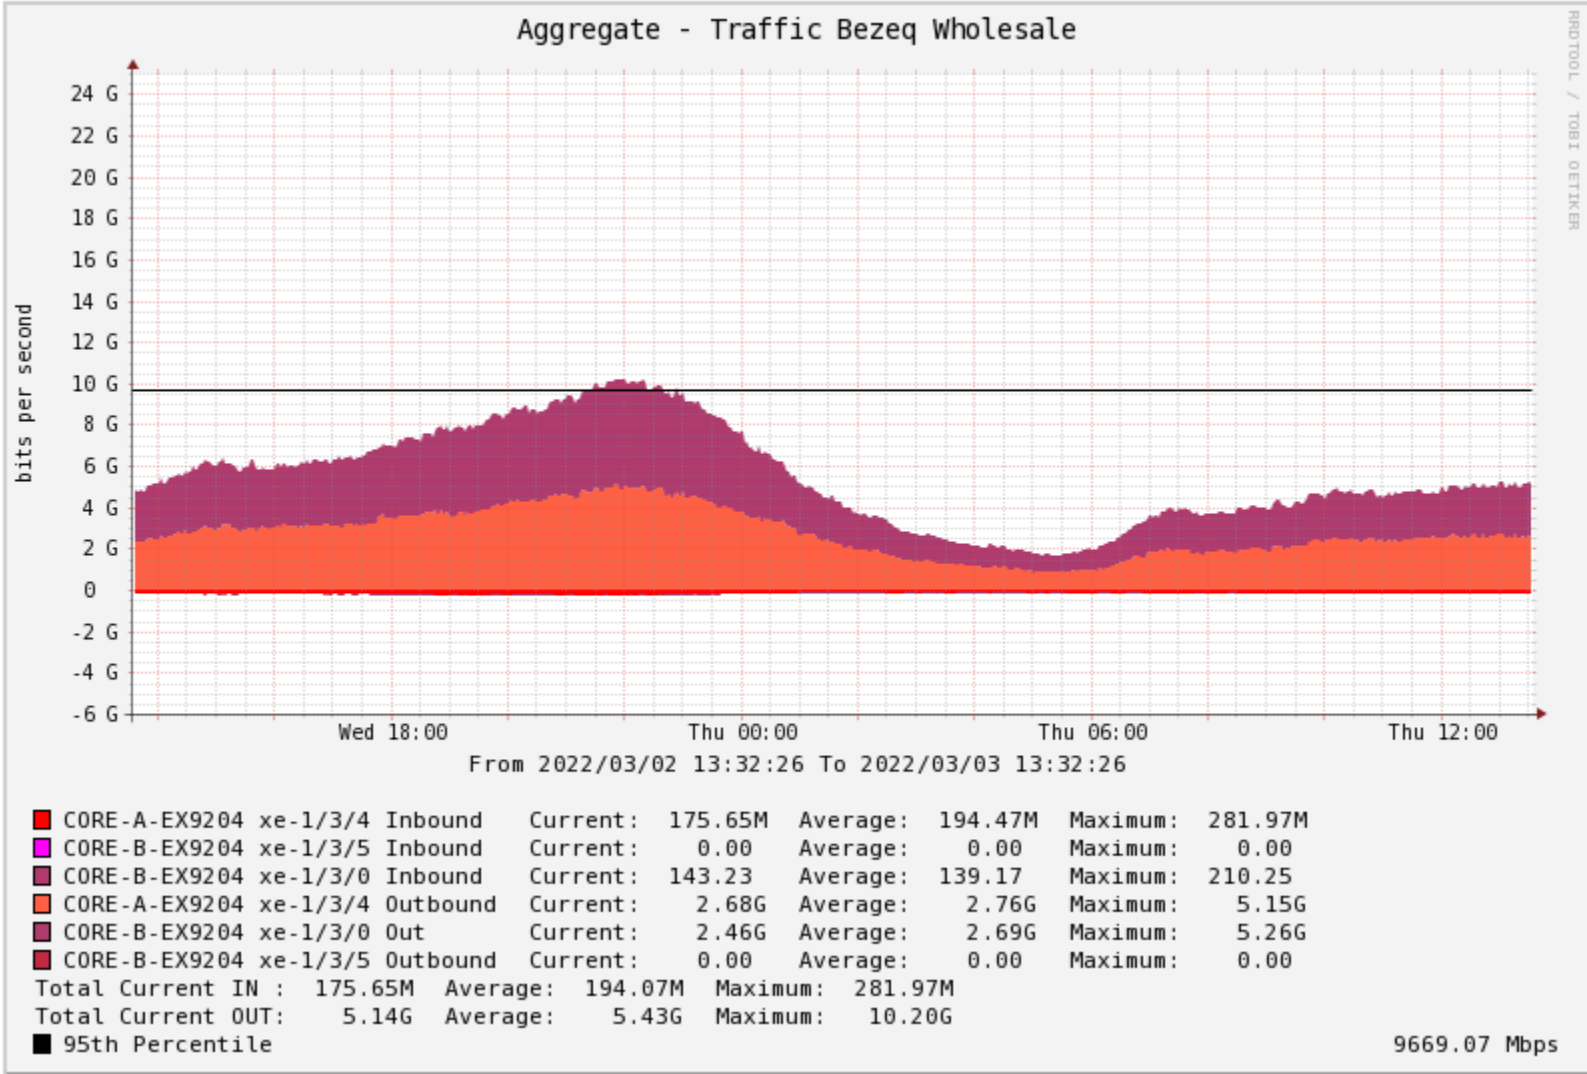 Aggregate - Traffic Bezeq Wholesale
RRDTOOL / TOBI OETIKER
bits per second
24 G
22 G
20 G
18 G
16 G
14 G
12 G
10 G
8 G
6 G
4 G
2 G
0
-2 G
-4 G
-6 G
Wed 18:00 Thu 00:00 Thu 06:00 Thu 12:00
From 2022/03/02 13:32:26 To 2022/03/03 13:32:26
CORE-A-EX9204 xe-1/3/4 Inbound Current: 175.65M Average: 194.47M Maximum: 281.97M
CORE-B-EX9204 xe-1/3/5 Inbound Current: 0.00 Average: 0.00 Maximum: 0.00
CORE-B-EX9204 xe-1/3/0 Inbound Current: 143.23 Average: 139.17 Maximum: 210.25
CORE-A-EX9204 xe-1/3/4 Outbound Current: 2.68G Average: 2.76G Maximum: 5.15G
CORE-B-EX9204 xe-1/3/0 Out Current: 2.46G Average: 2.69G Maximum: 5.26G
CORE-B-EX9204 xe-1/3/5 Outbound Current: 0.00 Average: 0.00 Maximum: 0.00
Total Current IN : 175.65M Average: 194.07M Maximum: 281.97M
Total Current OUT: 5.14G Average: 5.43G Maximum: 10.20G
95th Percentile 9669.07 Mbps